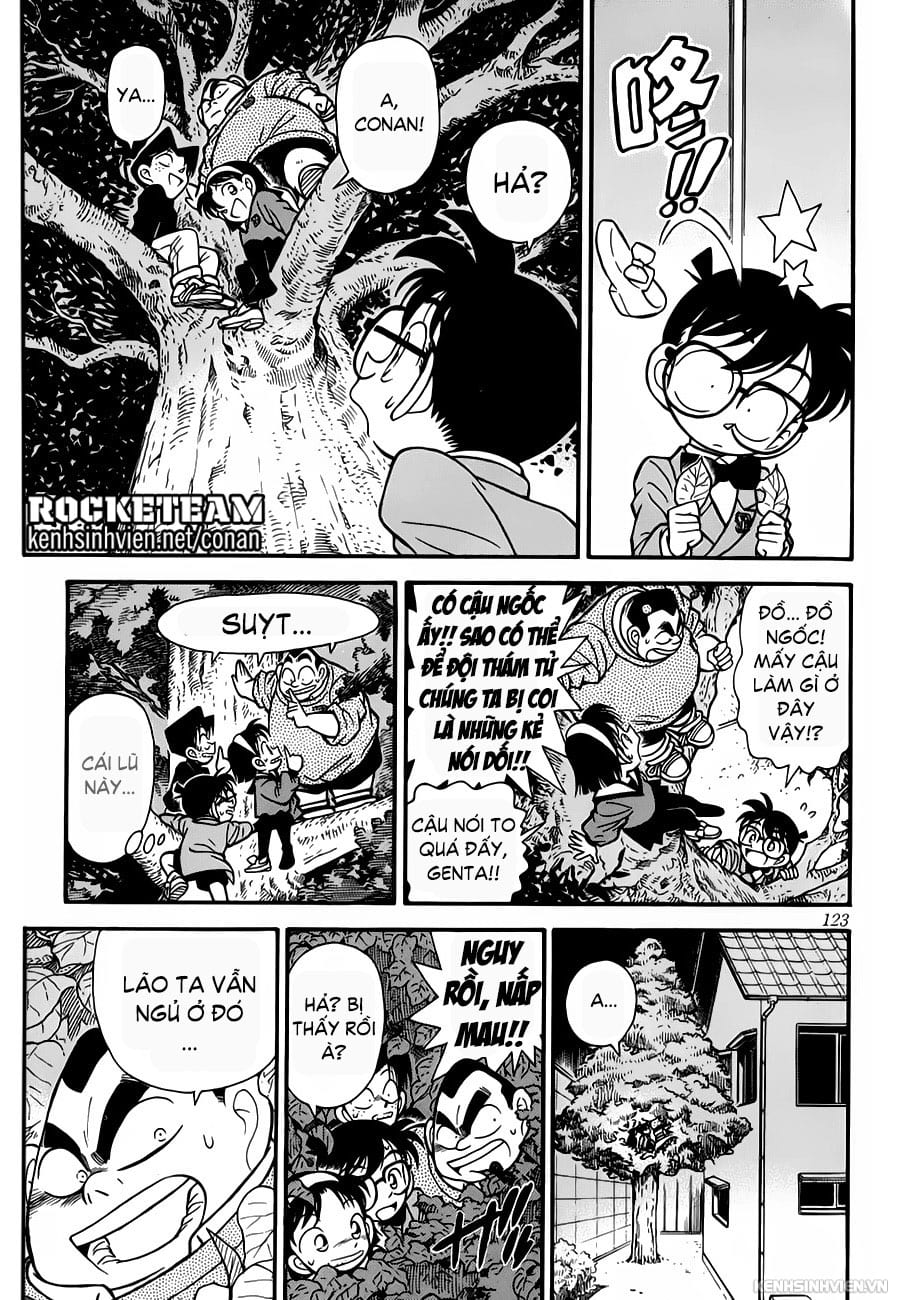 咚!!
HẢ?
A,
CONAN!
YA...
ROCKETEAM
kenhsinhvien.net/conan
ĐỒ... ĐỒ
NGỐC!
MẤY CẬU
LÀM GÌ Ở
ĐÂY
VẬY!?
CÓ CẬU NGỐC
ẤY!! SAO CÓ THỂ
ĐỂ ĐỘI THÁM TỬ
CHÚNG TA BỊ COI
LÀ NHỮNG KẺ
NÓI DỐI!!
CẬU NÓI TO
QUÁ ĐẤY,
GENTA!!
SUỴT...
CÁI LŨ
NÀY...
123
A...
NGUY
RỒI, NẤP
MAU!!
HẢ? BỊ
THẤY RỒI
À?
LÃO TA VẪN
NGỦ Ở ĐÓ
...
KENHSINHVIEN.VN